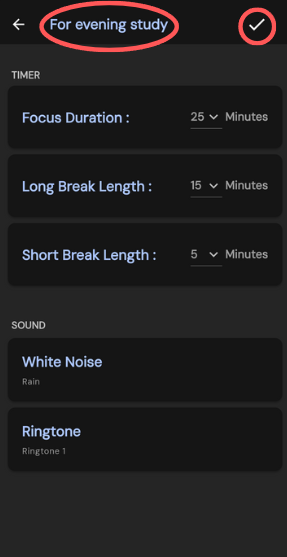 For evening study
TIMER
Focus Duration : 25 Minutes
Long Break Length : 15 Minutes
Short Break Length : 5 Minutes
SOUND
White Noise
Rain
Ringtone
Ringtone 1